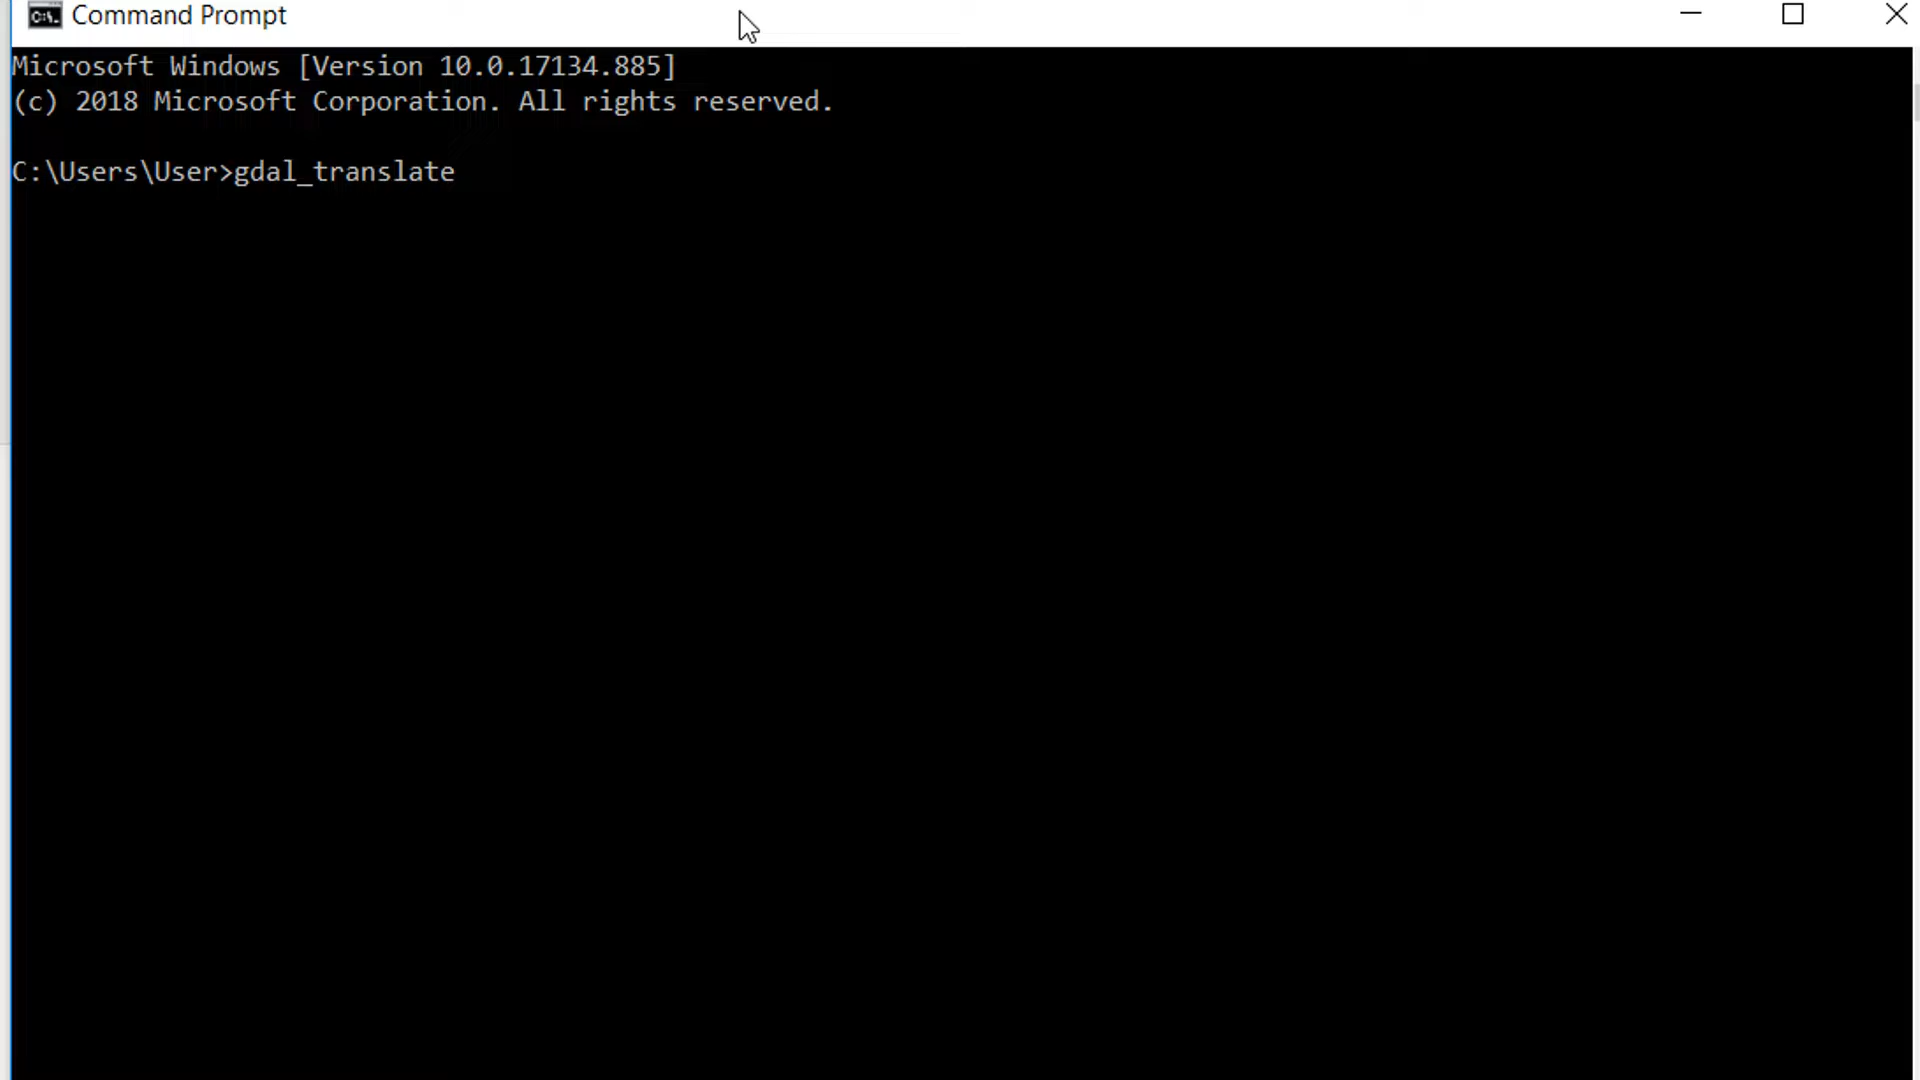 Command Prompt
Microsoft Windows [Version 10.0.17134.885]
(c) 2018 Microsoft Corporation. All rights reserved.
C:\Users\User>gdal_translate